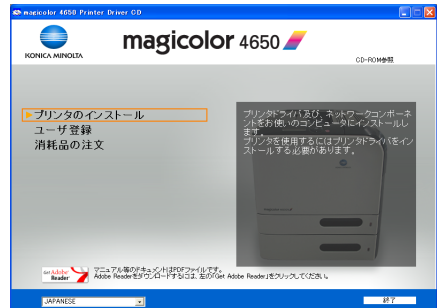 magicolor 4650 Printer Driver CD
KONICA MINOLTA
magicolor 4650
CD-ROM参照
プリンタのインストール
ユーザ登録
消耗品の注文
プリンタドライバ及び、ネットワークコンポーネ
ントをお使いのコンピュータにインストールし
ます。
プリンタを使用するにはプリンタドライバをイン
ストールする必要があります。
Get Adobe
Reader
マニュアル等のドキュメントはPDFファイルです。
Adobe Readerをダウンロードするには、左の「Get Adobe Reader」をクリックしてください。
JAPANESE
終了